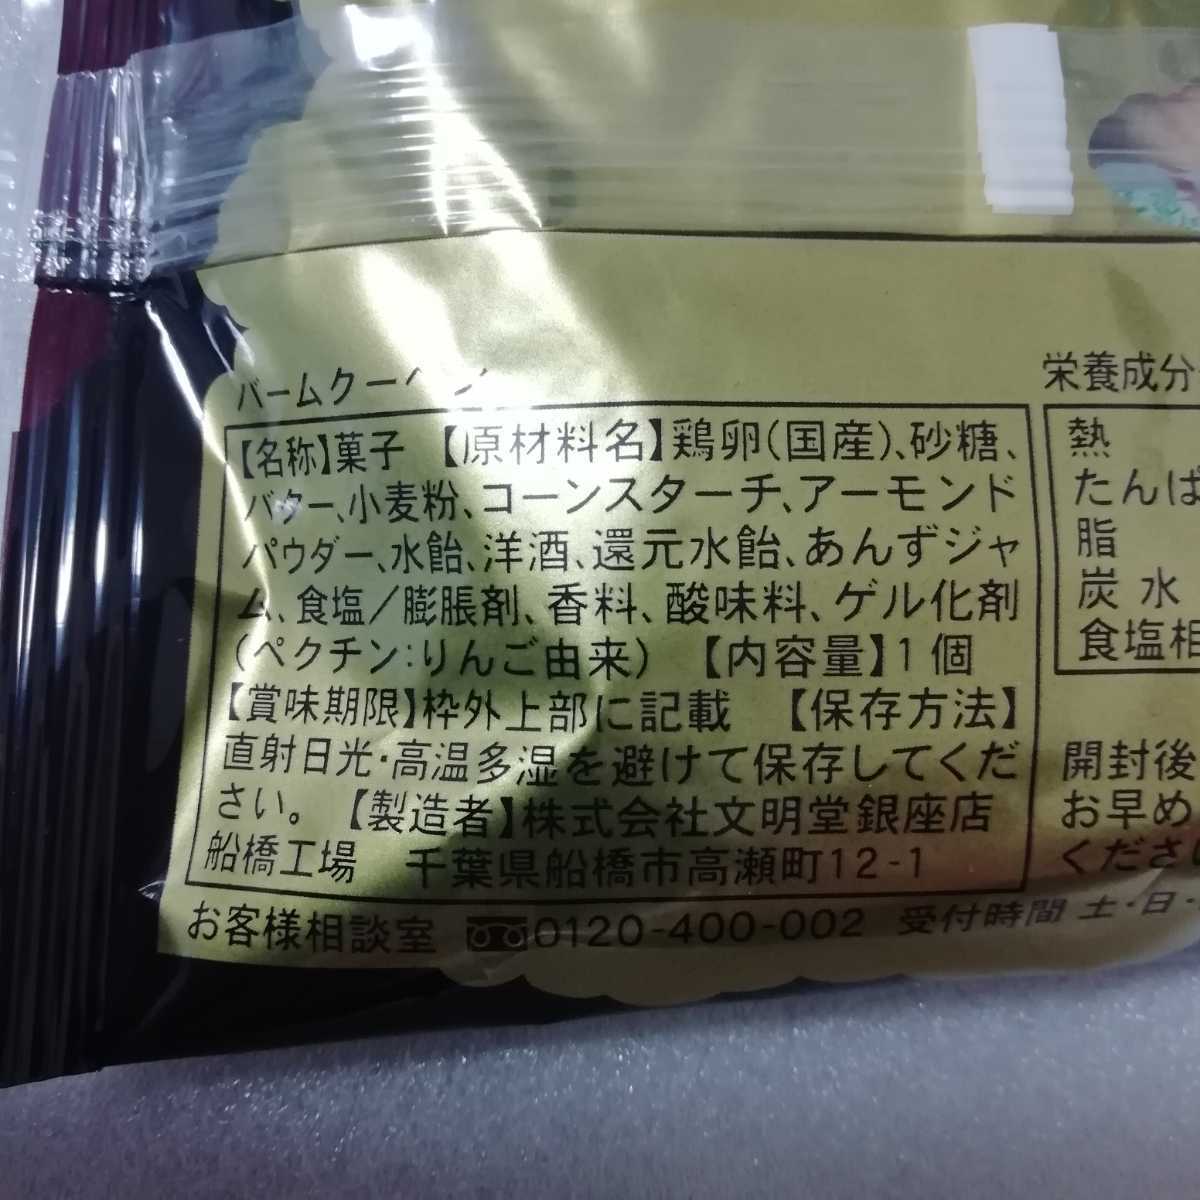 バームクーヘン
【名称】菓子 【原材料名】鶏卵(国産)、砂糖、
バター、小麦粉、コーンスターチ、アーモンド
パウダー、水飴、洋酒、還元水飴、あんずジャ
ム、食塩/膨脹剤、香料、酸味料、ゲル化剤
(ペクチン:りんご由来) 【内容量】1個
【賞味期限】枠外上部に記載 【保存方法】
直射日光・高温多湿を避けて保存してくだ
さい。 【製造者】株式会社文明堂銀座店
船橋工場 千葉県船橋市高瀬町12-1
お客様相談室 0120-400-002 受付時間 土・日・
栄養成分
熱
たんぱ
脂
炭水
食塩相
開封後
お早め
ください